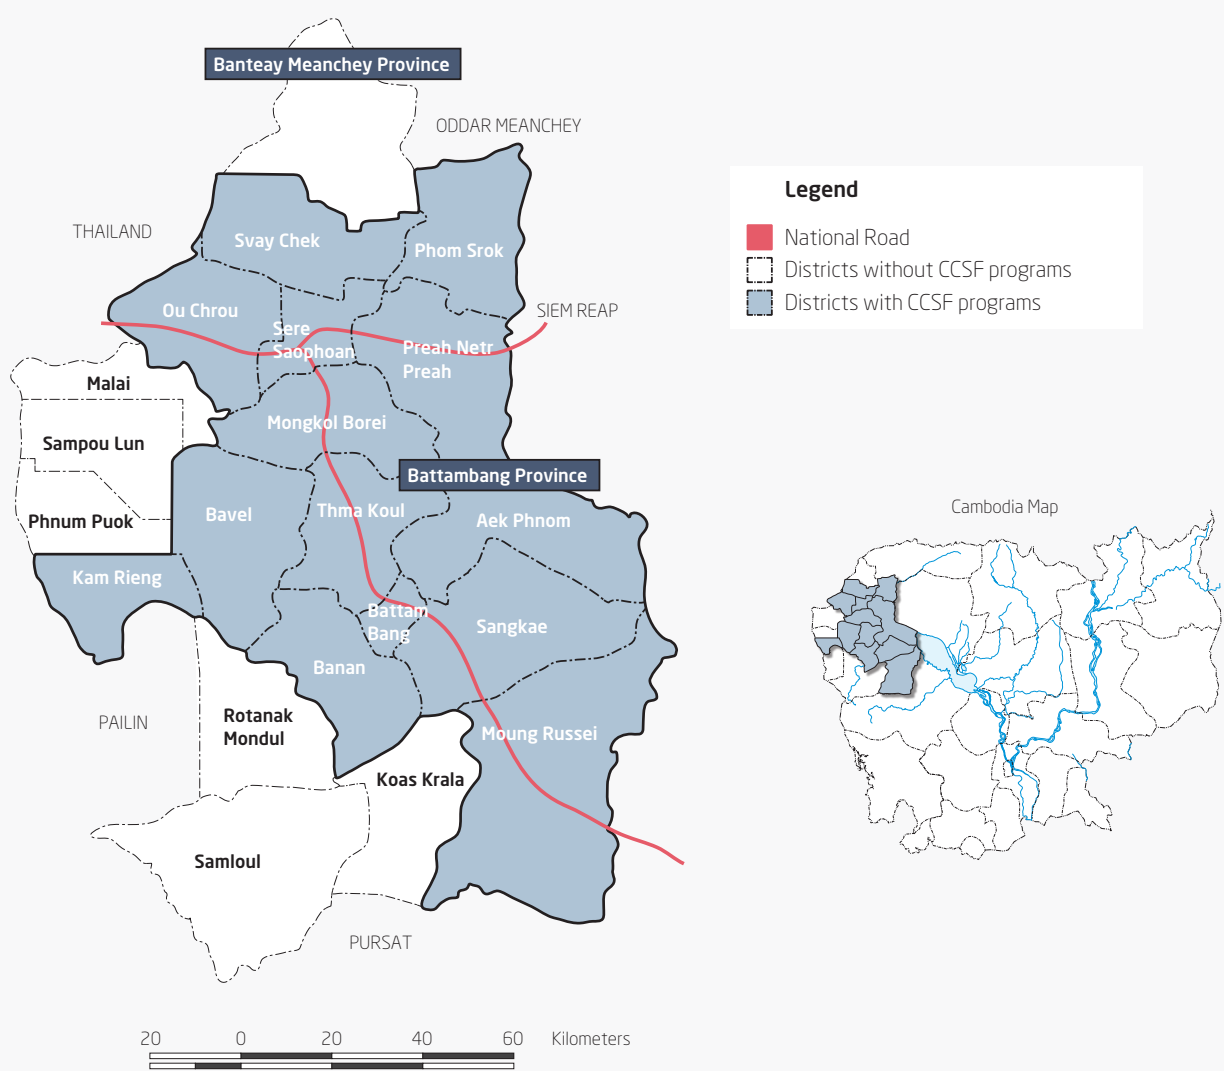 Banteay Meanchey Province
ODDAR MEANCHEY
THAILAND
Svay Chek
Phom Srok
Ou Chrou
SIEM REAP
Sere
Saophoan
Preah Netr
Preah
Malai
Mongkol Borei
Sampou Lun
Battambang Province
Phnum Puok
Bavel
Thma Koul
Aek Phnom
Kam Rieng
Battam
Bang
Sangkae
Banan
PAILIN
Rotanak
Mondul
Moung Russei
Koas Krala
Samloul
PURSAT
20 0 20 40 60 Kilometers
Legend
National Road
Districts without CCSF programs
Districts with CCSF programs
Cambodia Map